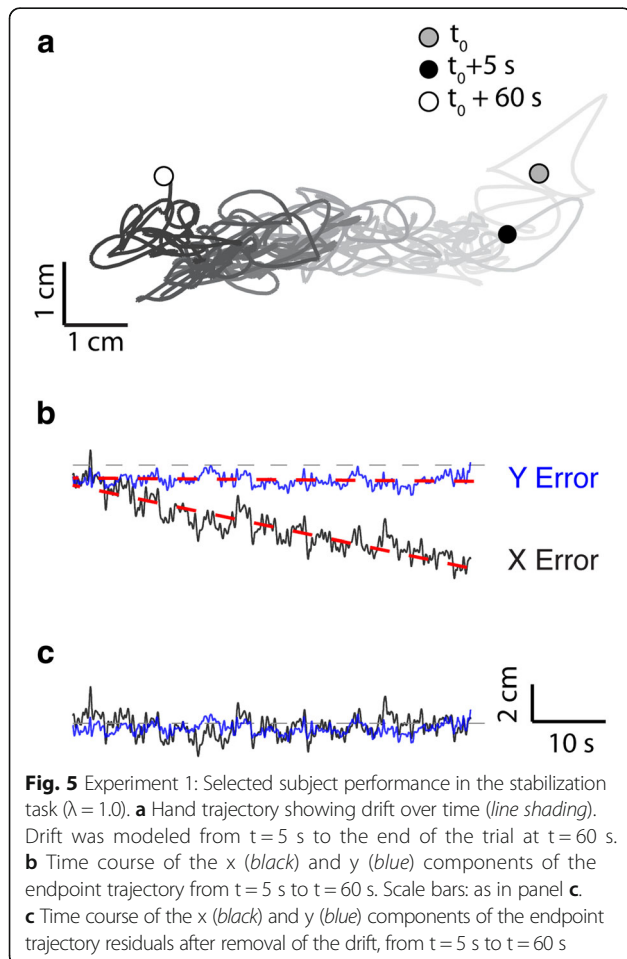 a
t₀
t₀+5 s
t₀ + 60 s
1 cm
1 cm
b
Y Error
X Error
c
2 cm
10 s
Fig. 5 Experiment 1: Selected subject performance in the stabilization
task (λ = 1.0). a Hand trajectory showing drift over time (line shading).
Drift was modeled from t = 5 s to the end of the trial at t = 60 s.
b Time course of the x (black) and y (blue) components of the
endpoint trajectory from t = 5 s to t = 60 s. Scale bars: as in panel c.
c Time course of the x (black) and y (blue) components of the endpoint
trajectory residuals after removal of the drift, from t = 5 s to t = 60 s